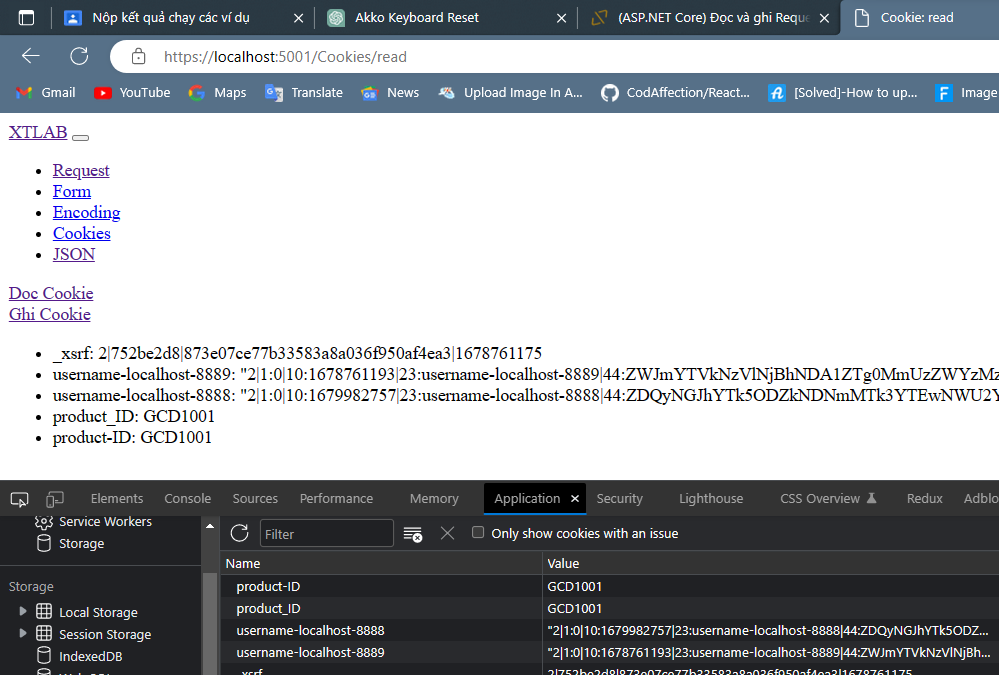 Nộp kết quả chạy các ví dụ
Akko Keyboard Reset
(ASP.NET Core) Đọc và ghi Reque
Cookie: read
https://localhost:5001/Cookies/read
Gmail YouTube Maps Translate News Upload Image In A... CodAffection/React... [Solved]-How to up... Image
XTLAB
Request
Form
Encoding
Cookies
JSON
Doc Cookie
Ghi Cookie
_xsrf: 2|752be2d8|873e07ce77b33583a8a036f950af4ea3|1678761175
username-localhost-8889: "2|1:0|10:1678761193|23:username-localhost-8889|44:ZWJmYTVkNzVlNjBhNDA1ZTg0MmUzZWYzMz
username-localhost-8888: "2|1:0|10:1679982757|23:username-localhost-8888|44:ZDQyNGJhYTk5ODZkNDNmMTk3YTEwNWU2Y
product_ID: GCD1001
product-ID: GCD1001
Elements Console Sources Performance Memory Application Security Lighthouse CSS Overview Redux Adblo
Service Workers
Storage
Filter
Only show cookies with an issue
Name Value
product-ID GCD1001
product_ID GCD1001
username-localhost-8888 "2|1:0|10:1679982757|23:username-localhost-8888|44:ZDQyNGJhYTk5ODZ...
username-localhost-8889 "2|1:0|10:1678761193|23:username-localhost-8889|44:ZWJmYTVkNzVlNjBh...
_xsrf 2|752be2d8|873e07ce77b33583a8a036f950af4ea3|1678761175
Storage
Local Storage
Session Storage
IndexedDB